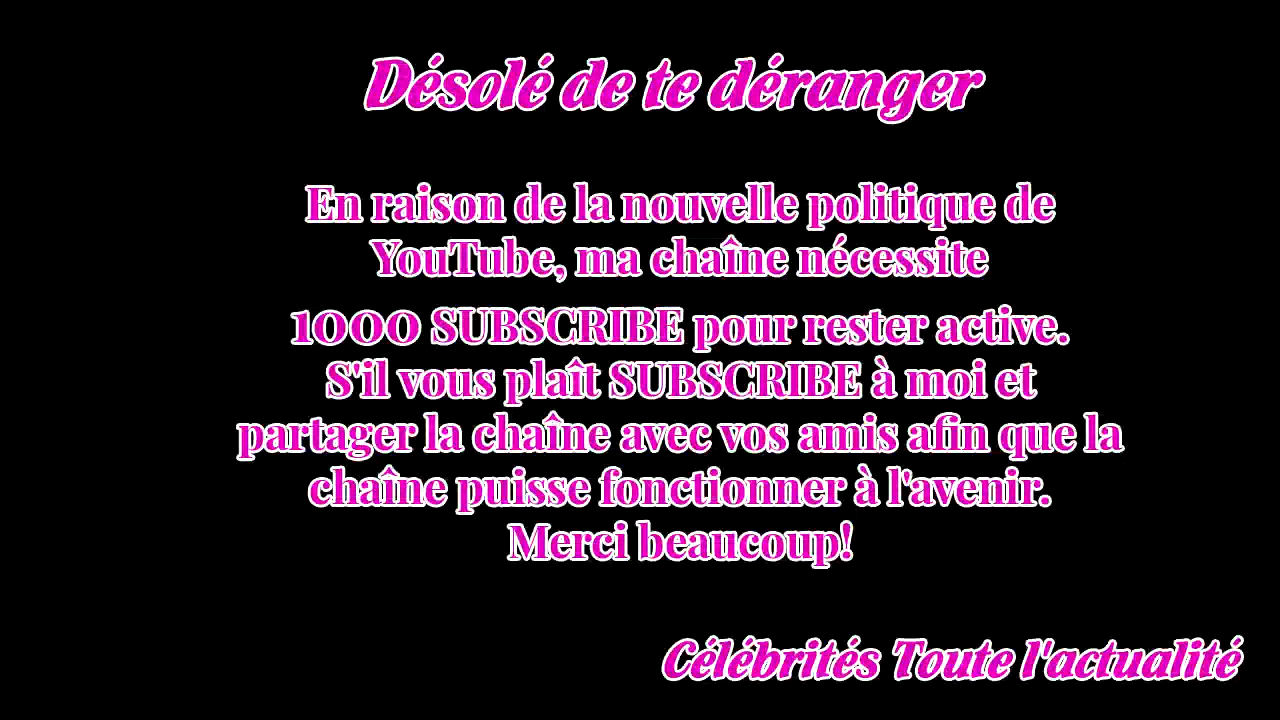 Désolé de te déranger
En raison de la nouvelle politique de
YouTube, ma chaîne nécessite
1000 SUBSCRIBE pour rester active.
S'il vous plaît SUBSCRIBE à moi et
partager la chaîne avec vos amis afin que la
chaîne puisse fonctionner à l'avenir.
Merci beaucoup!
Célébrités Toute l'actualité